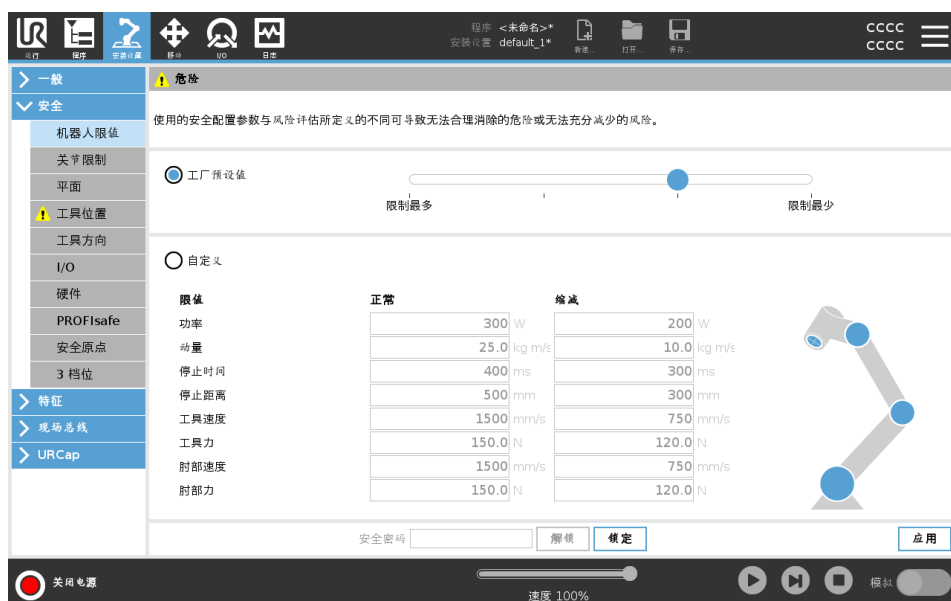 UR
运行
程序
安装设置
移动
I/O
日志
程序 <未命名>*
安装设置 default_1*
新建...
打开...
保存...
cccc
cccc
一般
安全
机器人限值
关节限制
平面
工具位置
工具方向
I/O
硬件
PROFIsafe
安全原点
3 档位
特征
现场总线
URCap
危险
使用的安全配置参数与风险评估所定义的不同可导致无法合理消除的危险或无法充分减少的风险。
工厂预设值
限制最多 限制最少
自定义
限值 正常 缩减
功率 300 W 200 W
动量 25.0 kg m/s 10.0 kg m/s
停止时间 400 ms 300 ms
停止距离 500 mm 300 mm
工具速度 1500 mm/s 750 mm/s
工具力 150.0 N 120.0 N
肘部速度 1500 mm/s 750 mm/s
肘部力 150.0 N 120.0 N
安全密码 解锁 锁定 应用
关闭电源
速度 100%
模拟